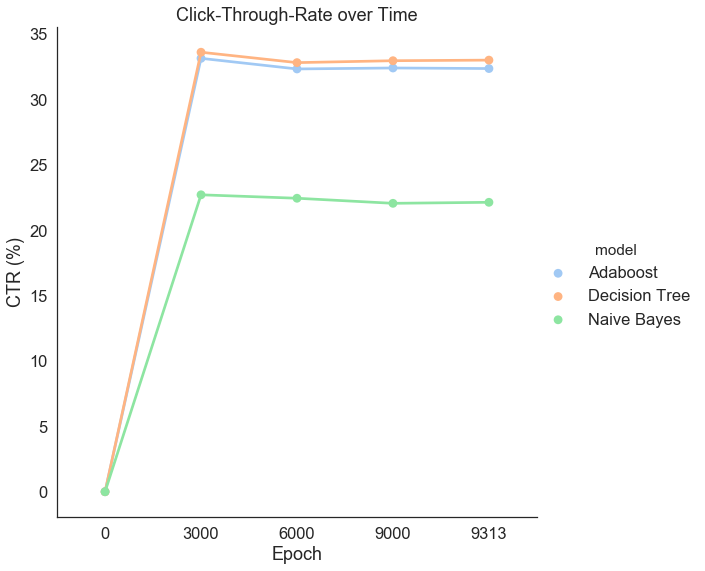 Click-Through-Rate over Time
35
30
25
20
15
10
5
0
CTR (%)
0 3000 6000 9000 9313
Epoch
model
Adaboost
Decision Tree
Naive Bayes